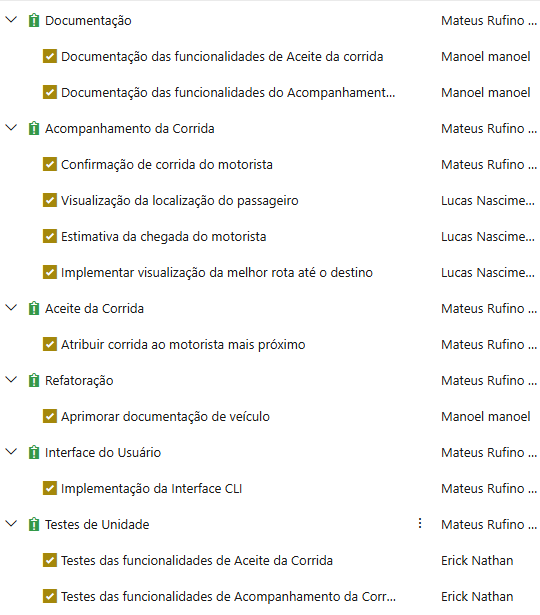 Documentação Mateus Rufino ...
Documentação das funcionalidades de Aceite da corrida Manoel manoel
Documentação das funcionalidades do Acompanhament... Manoel manoel
Acompanhamento da Corrida Mateus Rufino ...
Confirmação de corrida do motorista Mateus Rufino ...
Visualização da localização do passageiro Lucas Nascime...
Estimativa da chegada do motorista Lucas Nascime...
Implementar visualização da melhor rota até o destino Lucas Nascime...
Aceite da Corrida Mateus Rufino ...
Atribuir corrida ao motorista mais próximo Mateus Rufino ...
Refatoração Mateus Rufino ...
Aprimorar documentação de veículo Manoel manoel
Interface do Usuário Mateus Rufino ...
Implementação da Interface CLI Mateus Rufino ...
Testes de Unidade Mateus Rufino ...
Testes das funcionalidades de Aceite da Corrida Erick Nathan
Testes das funcionalidades de Acompanhamento da Corr... Erick Nathan